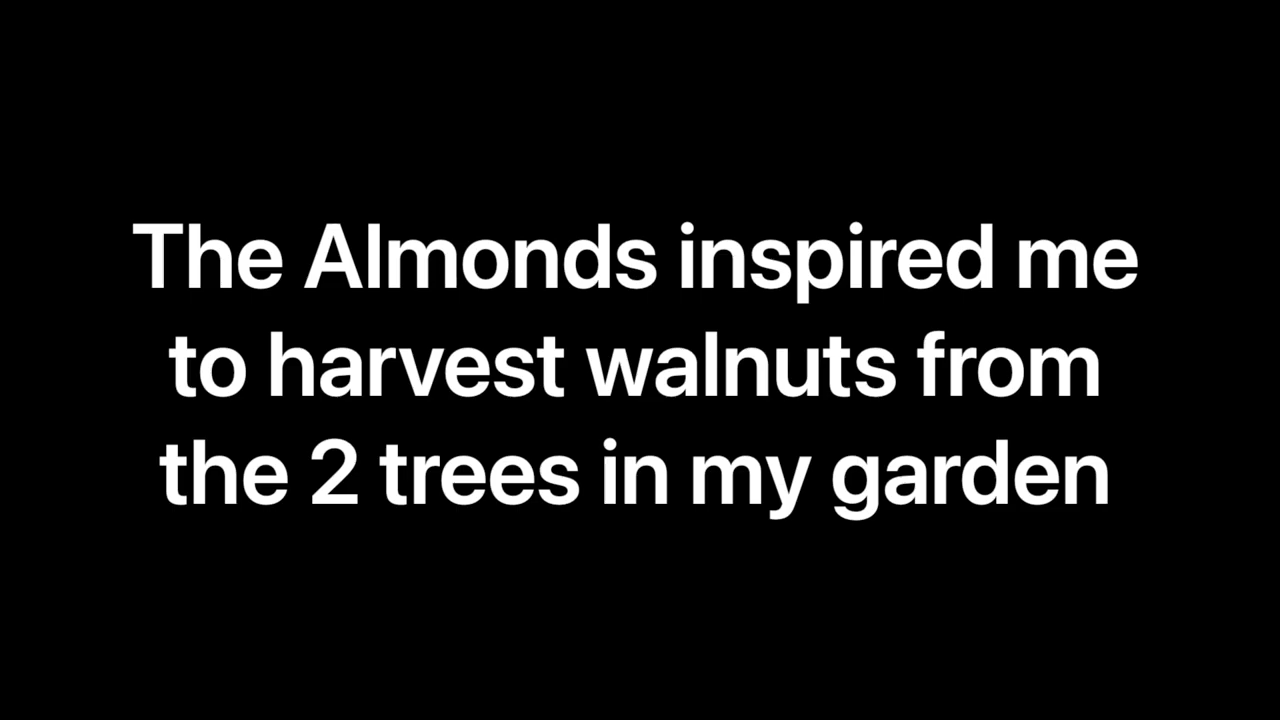 The Almonds inspired me
to harvest walnuts from
the 2 trees in my garden